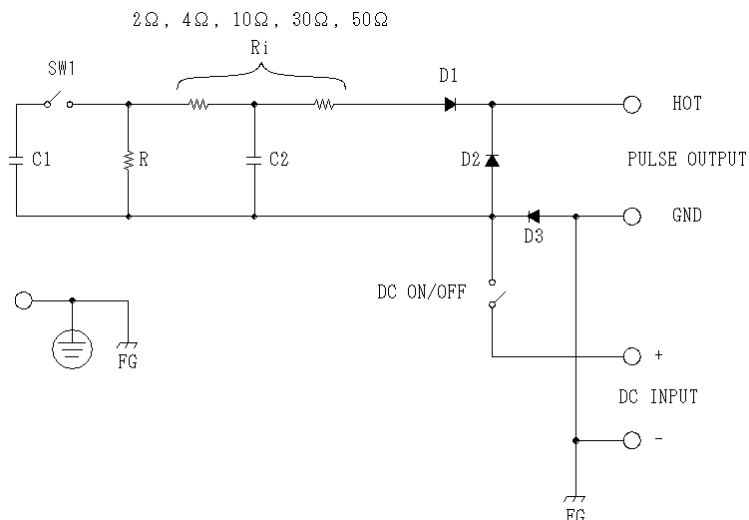 2Ω, 4Ω, 10Ω, 30Ω, 50Ω
Ri
SW1
D1
HOT
C1
R
C2
D2
PULSE OUTPUT
GND
D3
DC ON/OFF
FG
+
DC INPUT
-
FG